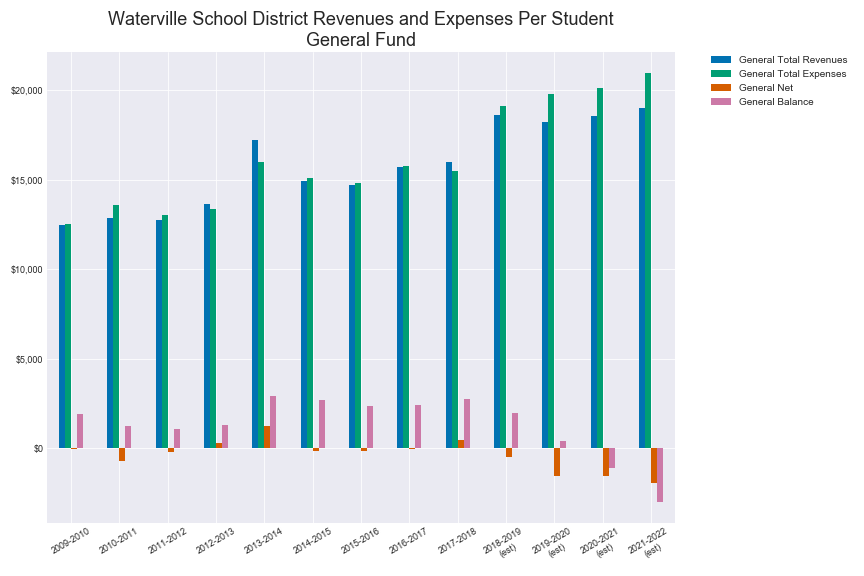 Waterville School District Revenues and Expenses Per Student
General Fund
General Total Revenues
General Total Expenses
General Net
General Balance
$20,000
$15,000
$10,000
$5,000
$0
2009-2010
2010-2011
2011-2012
2012-2013
2013-2014
2014-2015
2015-2016
2016-2017
2017-2018
2018-2019
(est)
2019-2020
(est)
2020-2021
(est)
2021-2022
(est)